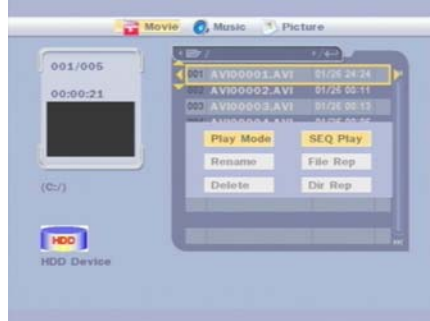 Movie Music Picture
001/005
00:00:21
(C:/)
HDD
HDD Device
/
001 AVI00001.AVI 01/26 24:24
002 AVI00002.AVI 01/26 00:11
003 AVI00003.AVI 01/26 00:13
Play Mode SEQ Play
Rename File Rep
Delete Dir Rep